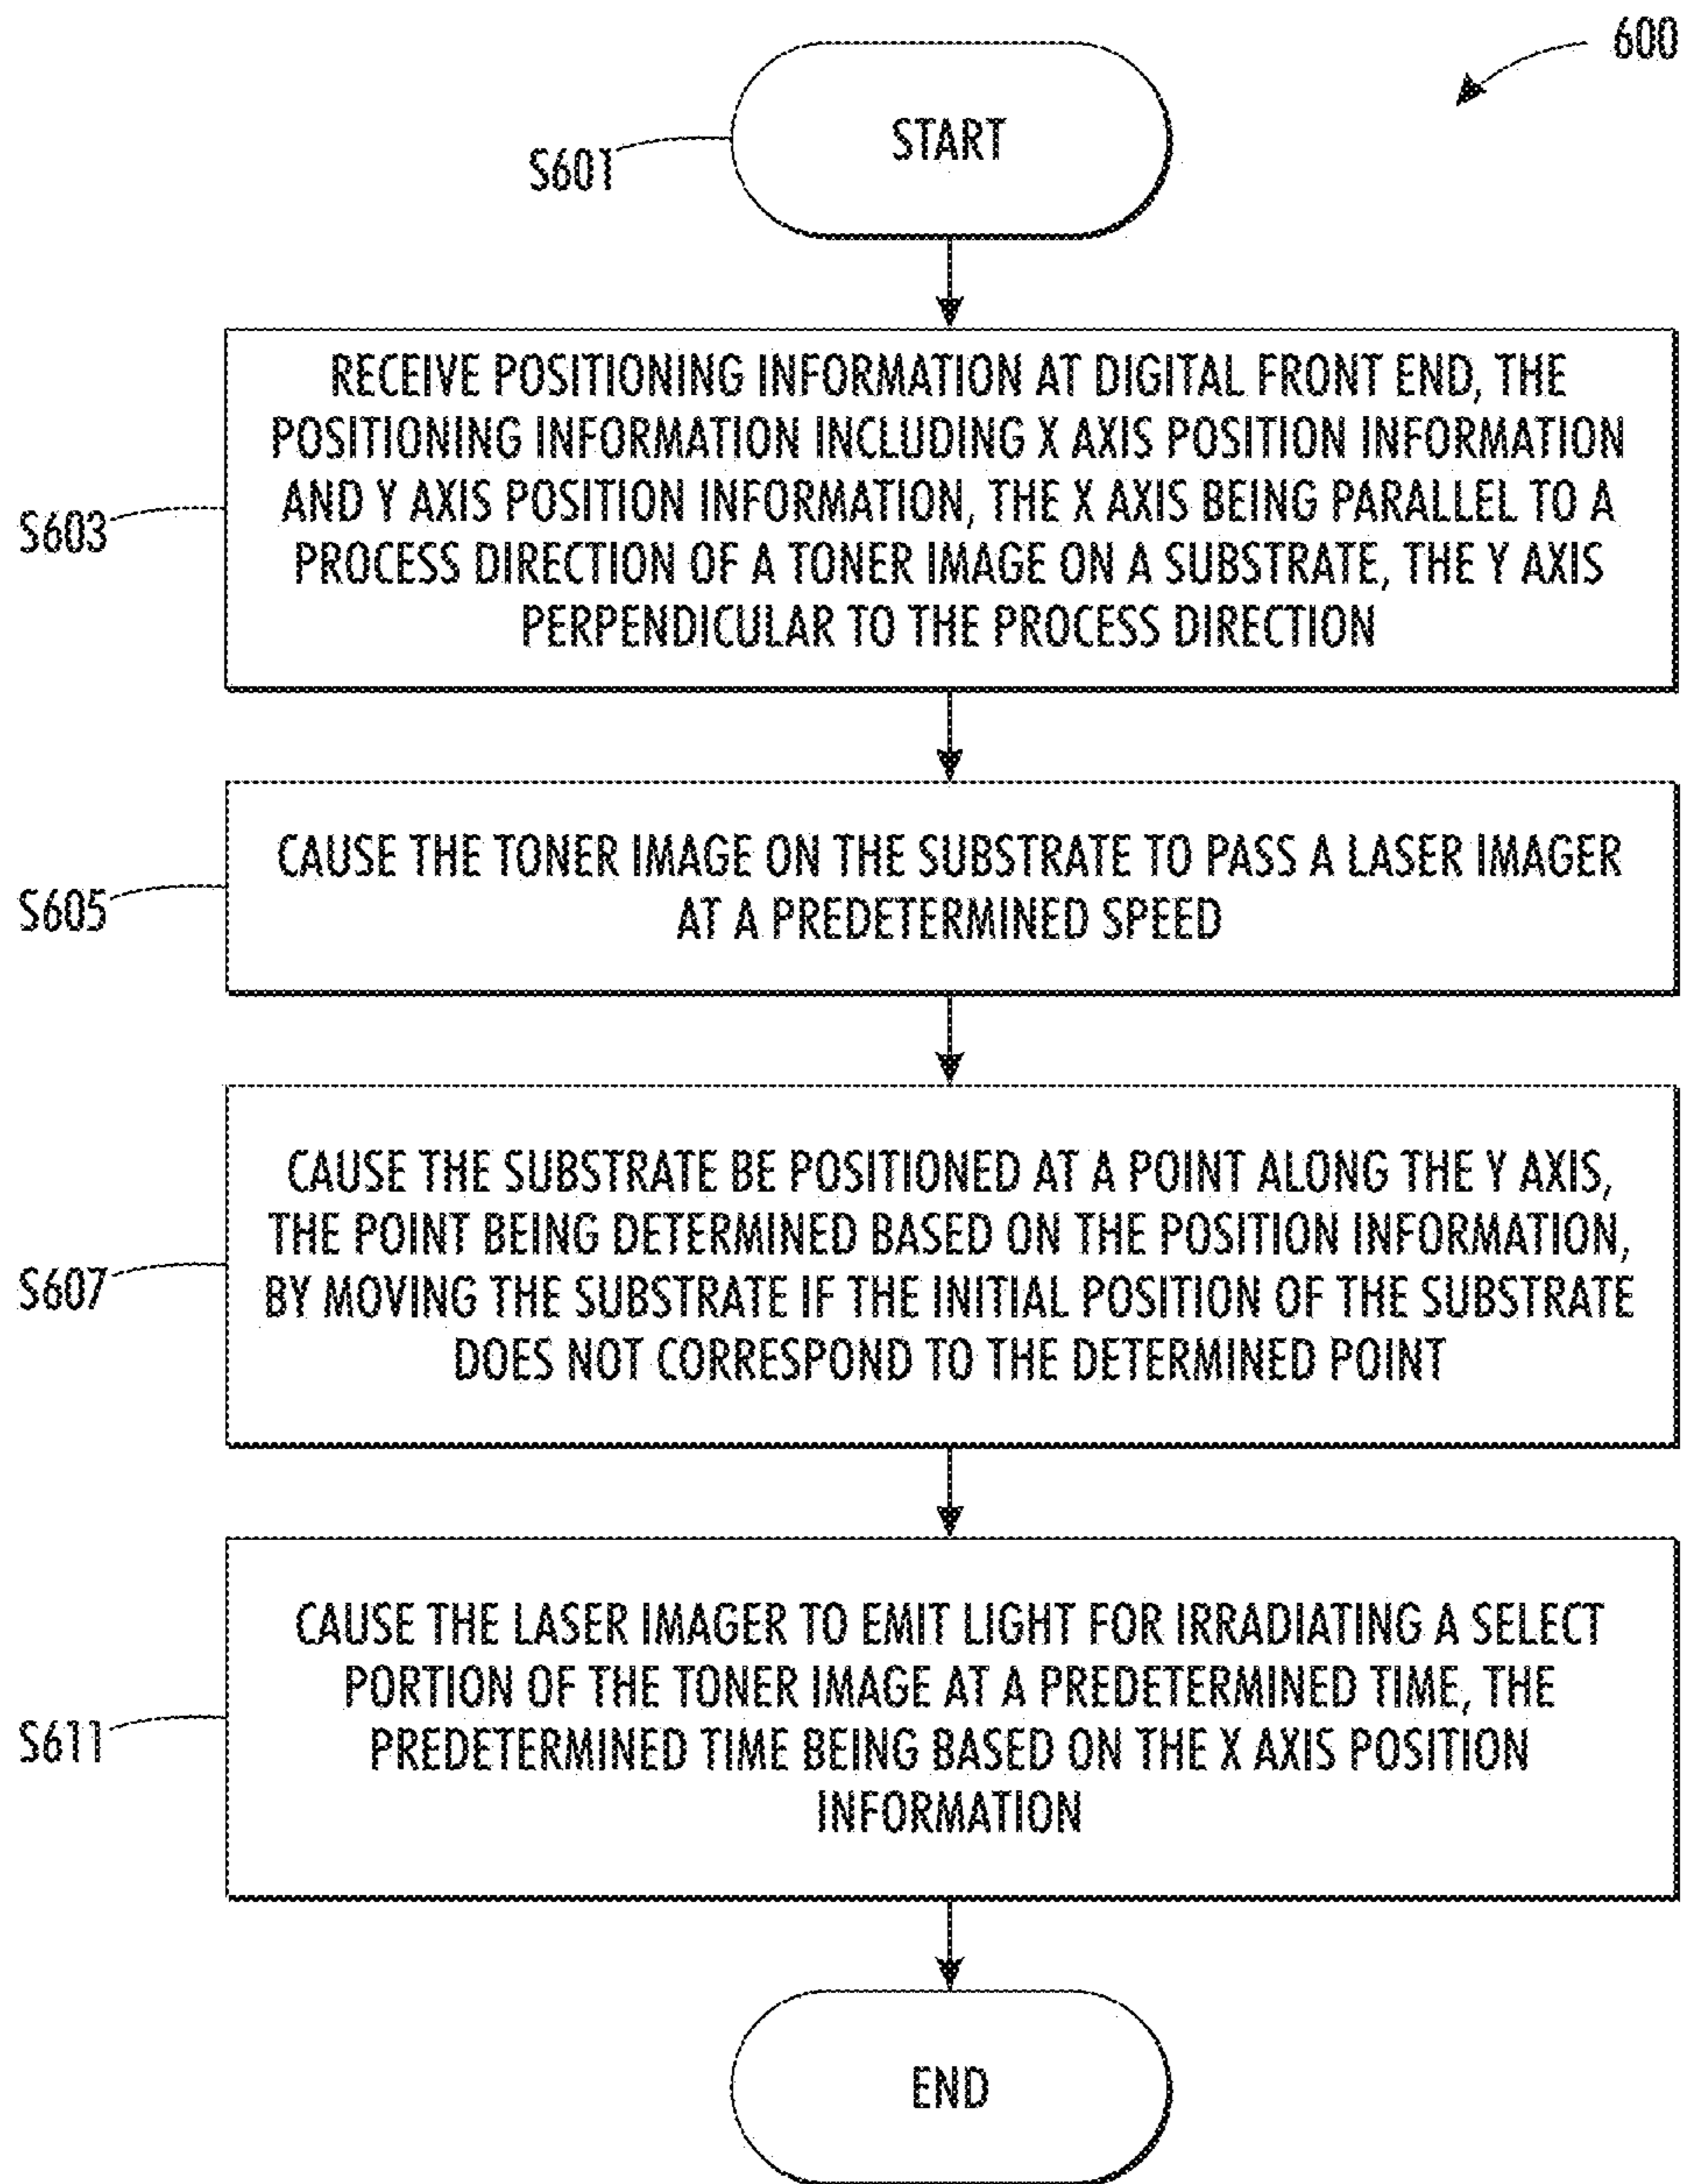 600
START
S601
RECEIVE POSITIONING INFORMATION AT DIGITAL FRONT END, THE
POSITIONING INFORMATION INCLUDING X AXIS POSITION INFORMATION
AND Y AXIS POSITION INFORMATION, THE X AXIS BEING PARALLEL TO A
PROCESS DIRECTION OF A TONER IMAGE ON A SUBSTRATE, THE Y AXIS
PERPENDICULAR TO THE PROCESS DIRECTION
S603
CAUSE THE TONER IMAGE ON THE SUBSTRATE TO PASS A LASER IMAGER
AT A PREDETERMINED SPEED
S605
CAUSE THE SUBSTRATE BE POSITIONED AT A POINT ALONG THE Y AXIS,
THE POINT BEING DETERMINED BASED ON THE POSITION INFORMATION,
BY MOVING THE SUBSTRATE IF THE INITIAL POSITION OF THE SUBSTRATE
DOES NOT CORRESPOND TO THE DETERMINED POINT
S607
CAUSE THE LASER IMAGER TO EMIT LIGHT FOR IRRADIATING A SELECT
PORTION OF THE TONER IMAGE AT A PREDETERMINED TIME, THE
PREDETERMINED TIME BEING BASED ON THE X AXIS POSITION
INFORMATION
S611
END